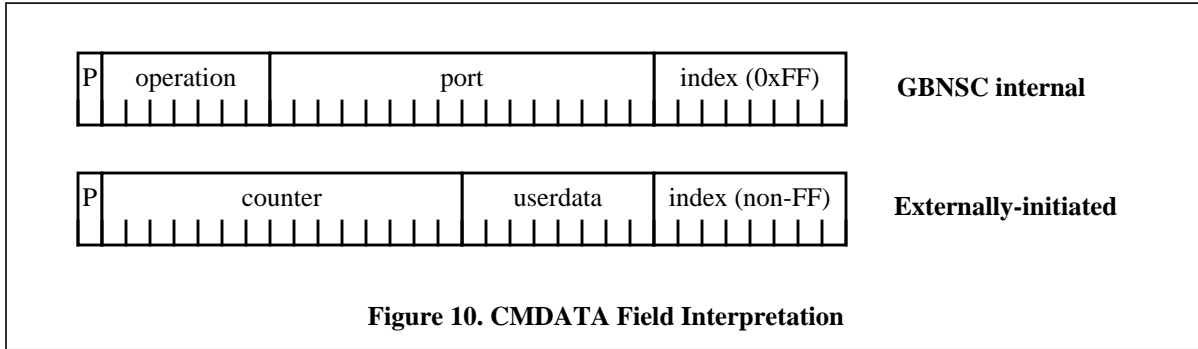 P operation port index (0xFF) GBNSC internal
P counter userdata index (non-FF) Externally-initiated
Figure 10. CMDATA Field Interpretation